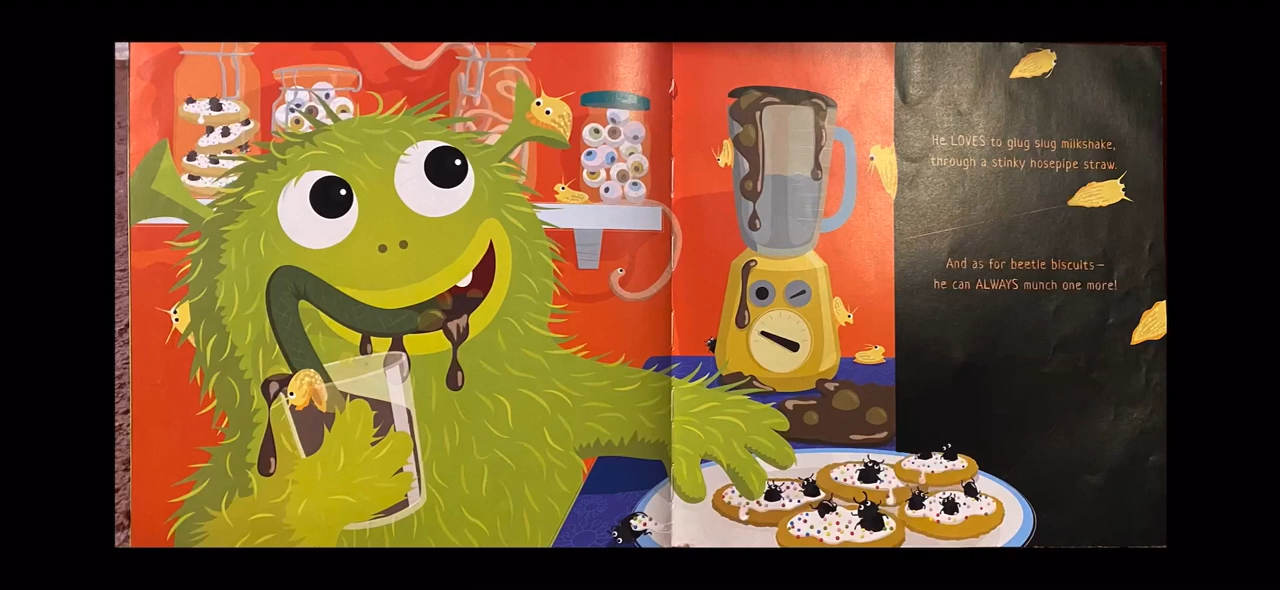 He LOVES to glug slug milkshake,
through a stinky hosepipe straw.
And as for beetle biscuits—
he can ALWAYS munch one more!